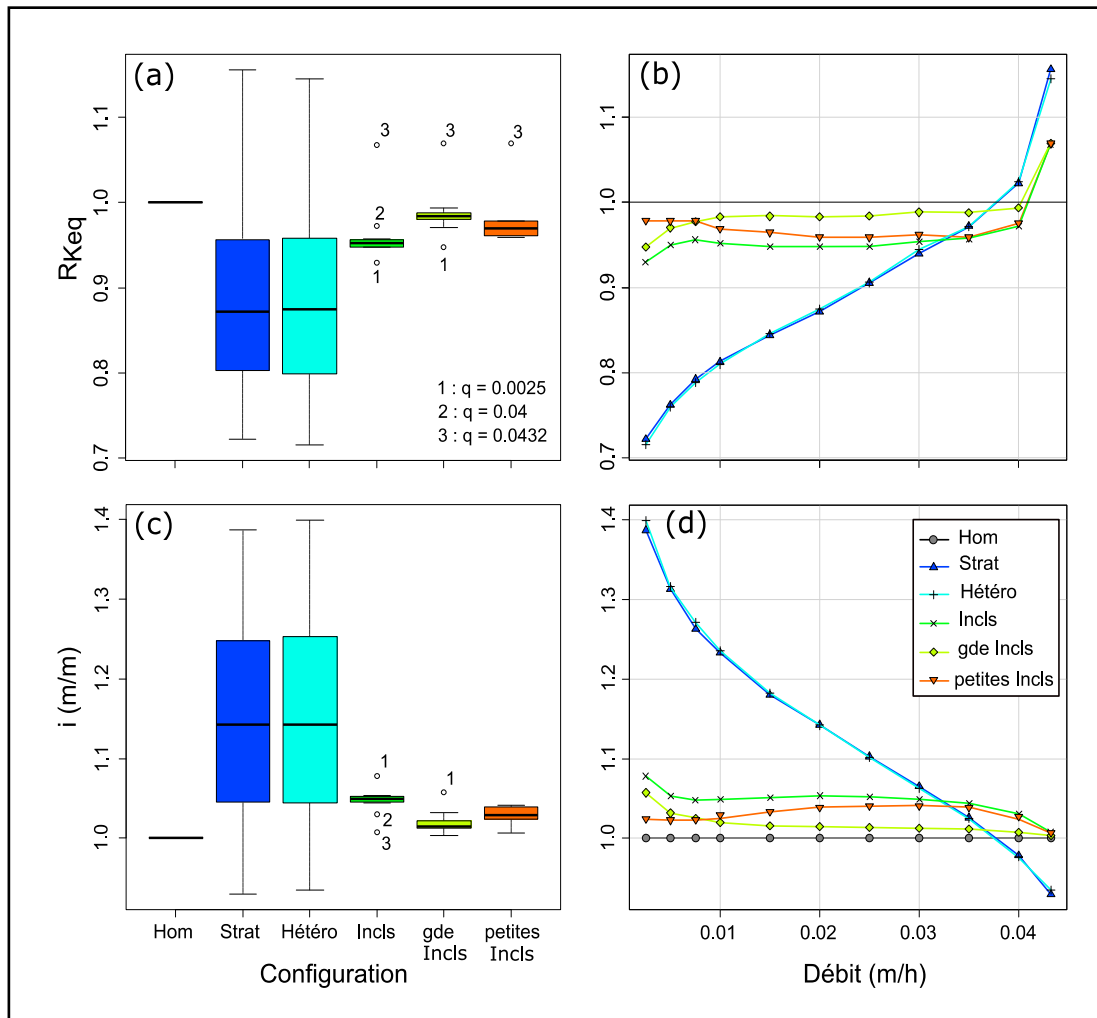 (a)
RKeq
1.1
1.0
0.9
0.8
0.7
3
2
1
3
1
3
1 : q = 0.0025
2 : q = 0.04
3 : q = 0.0432
(b)
1.1
1.0
0.9
0.8
0.7
(c)
i (m/m)
1.4
1.3
1.2
1.1
1.0
1
2
3
1
Hom
Strat
Hétéro
Incls
gde Incls
petites Incls
Configuration
(d)
1.4
1.3
1.2
1.1
1.0
Hom
Strat
Hétéro
Incls
gde Incls
petites Incls
0.01
0.02
0.03
0.04
Débit (m/h)